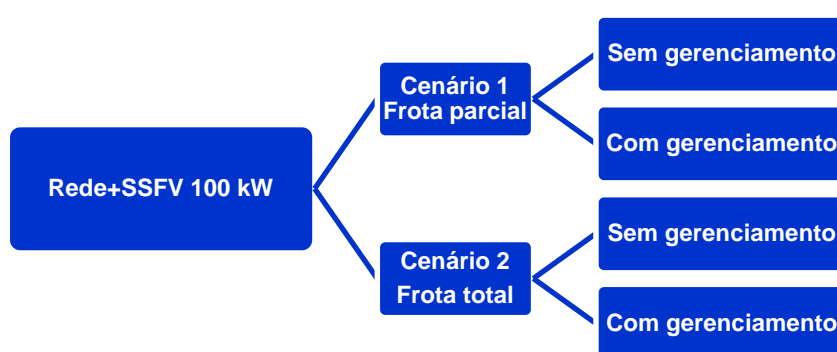 Rede+SSFV 100 kW
Cenário 1
Frota parcial
Sem gerenciamento
Com gerenciamento
Cenário 2
Frota total
Sem gerenciamento
Com gerenciamento